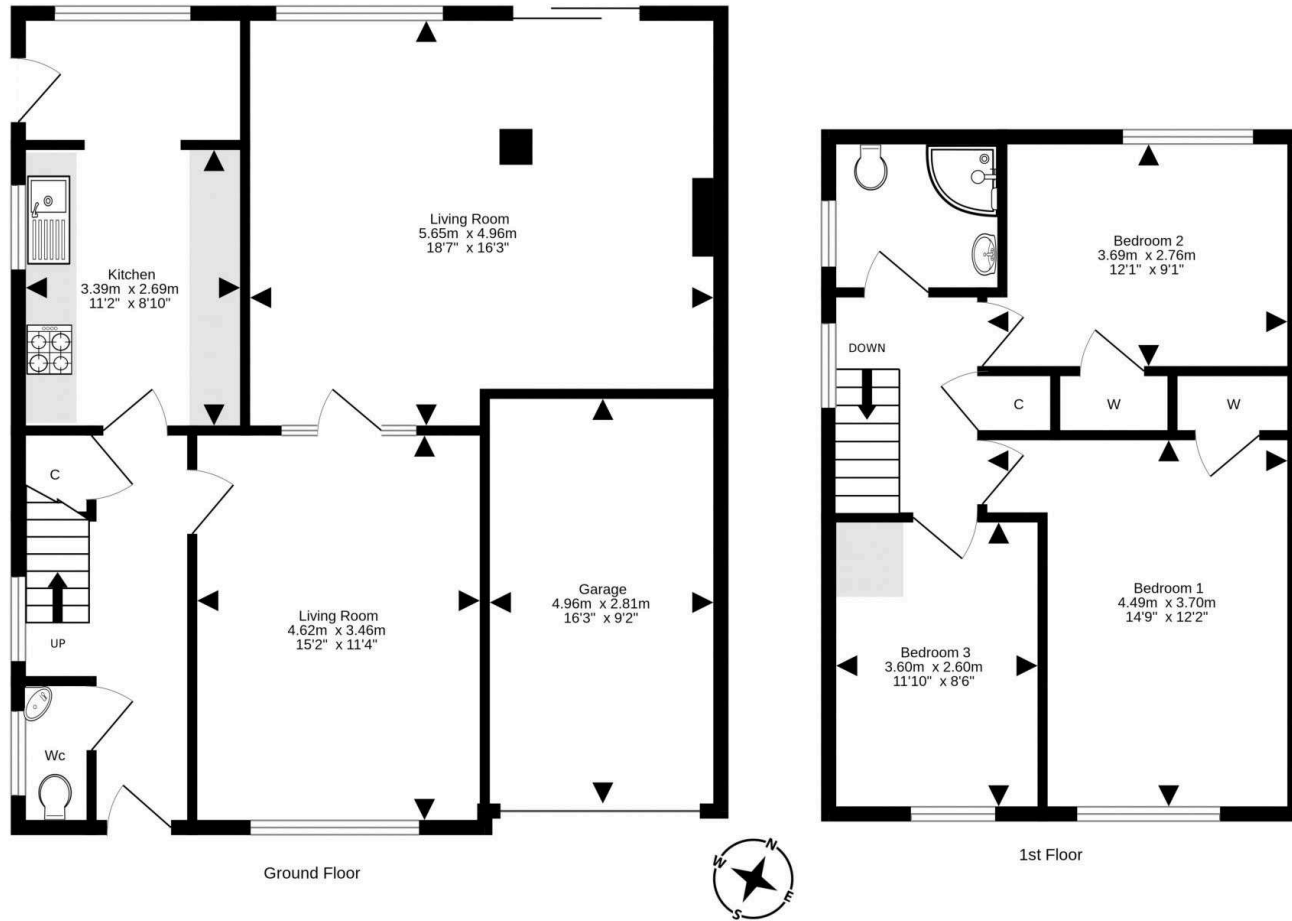 Living Room
5.65m x 4.96m
18'7" x 16'3"
Kitchen
3.39m x 2.69m
11'2" x 8'10"
C
UP
Wc
Living Room
4.62m x 3.46m
15'2" x 11'4"
Garage
4.96m x 2.81m
16'3" x 9'2"
Ground Floor
N
W
E
S
Bedroom 2
3.69m x 2.76m
12'1" x 9'1"
DOWN
C
W
W
Bedroom 1
4.49m x 3.70m
14'9" x 12'2"
Bedroom 3
3.60m x 2.60m
11'10" x 8'6"
1st Floor